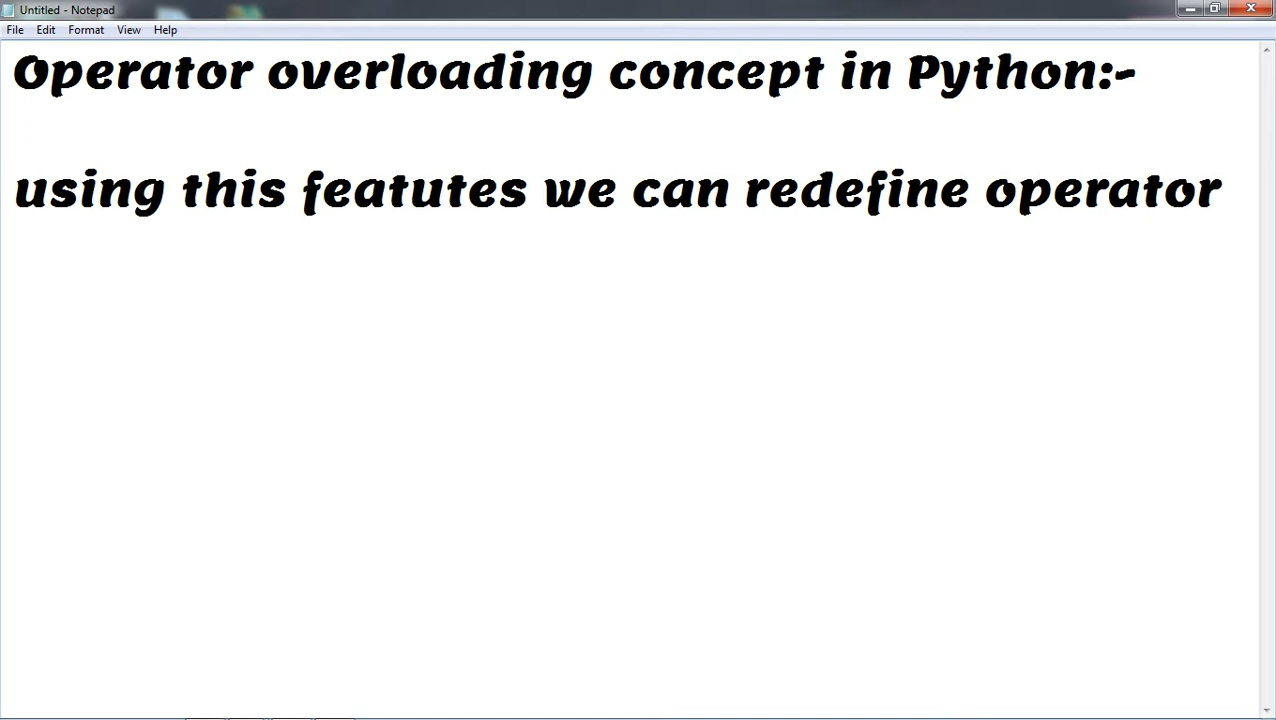 Untitled - Notepad
File Edit Format View Help
Operator overloading concept in Python:-
using this featutes we can redefine operator